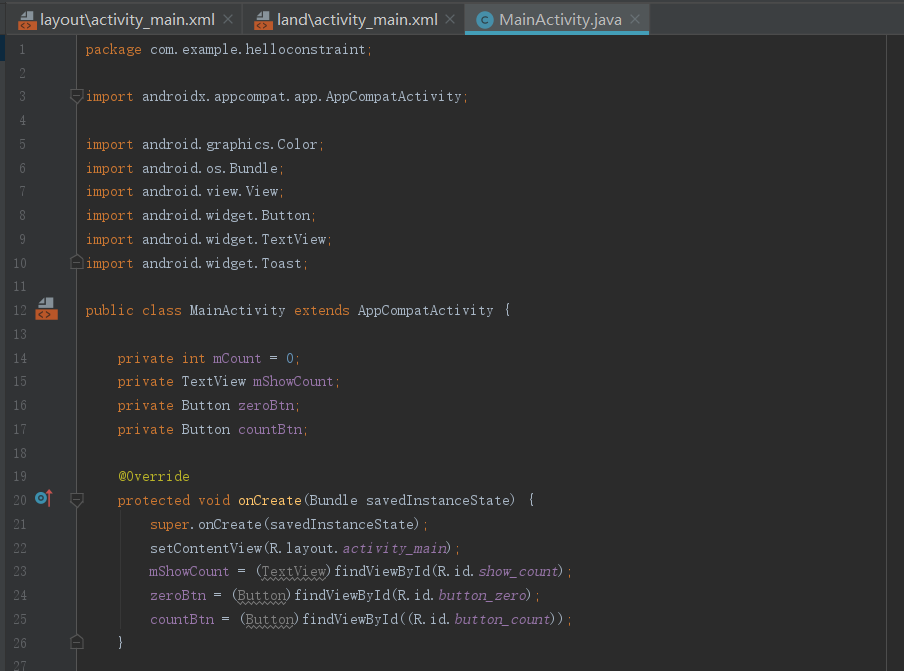 layout\activity_main.xml land\activity_main.xml MainActivity.java
1 package com.example.helloconstraint;
2
3 import androidx.appcompat.app.AppCompatActivity;
4
5 import android.graphics.Color;
6 import android.os.Bundle;
7 import android.view.View;
8 import android.widget.Button;
9 import android.widget.TextView;
10 import android.widget.Toast;
11
12 public class MainActivity extends AppCompatActivity {
13
14 private int mCount = 0;
15 private TextView mShowCount;
16 private Button zeroBtn;
17 private Button countBtn;
18
19 @Override
20 protected void onCreate(Bundle savedInstanceState) {
21 super.onCreate(savedInstanceState);
22 setContentView(R.layout.activity_main);
23 mShowCount = (TextView)findViewById(R.id.show_count);
24 zeroBtn = (Button)findViewById(R.id.button_zero);
25 countBtn = (Button)findViewById((R.id.button_count));
26 }
27